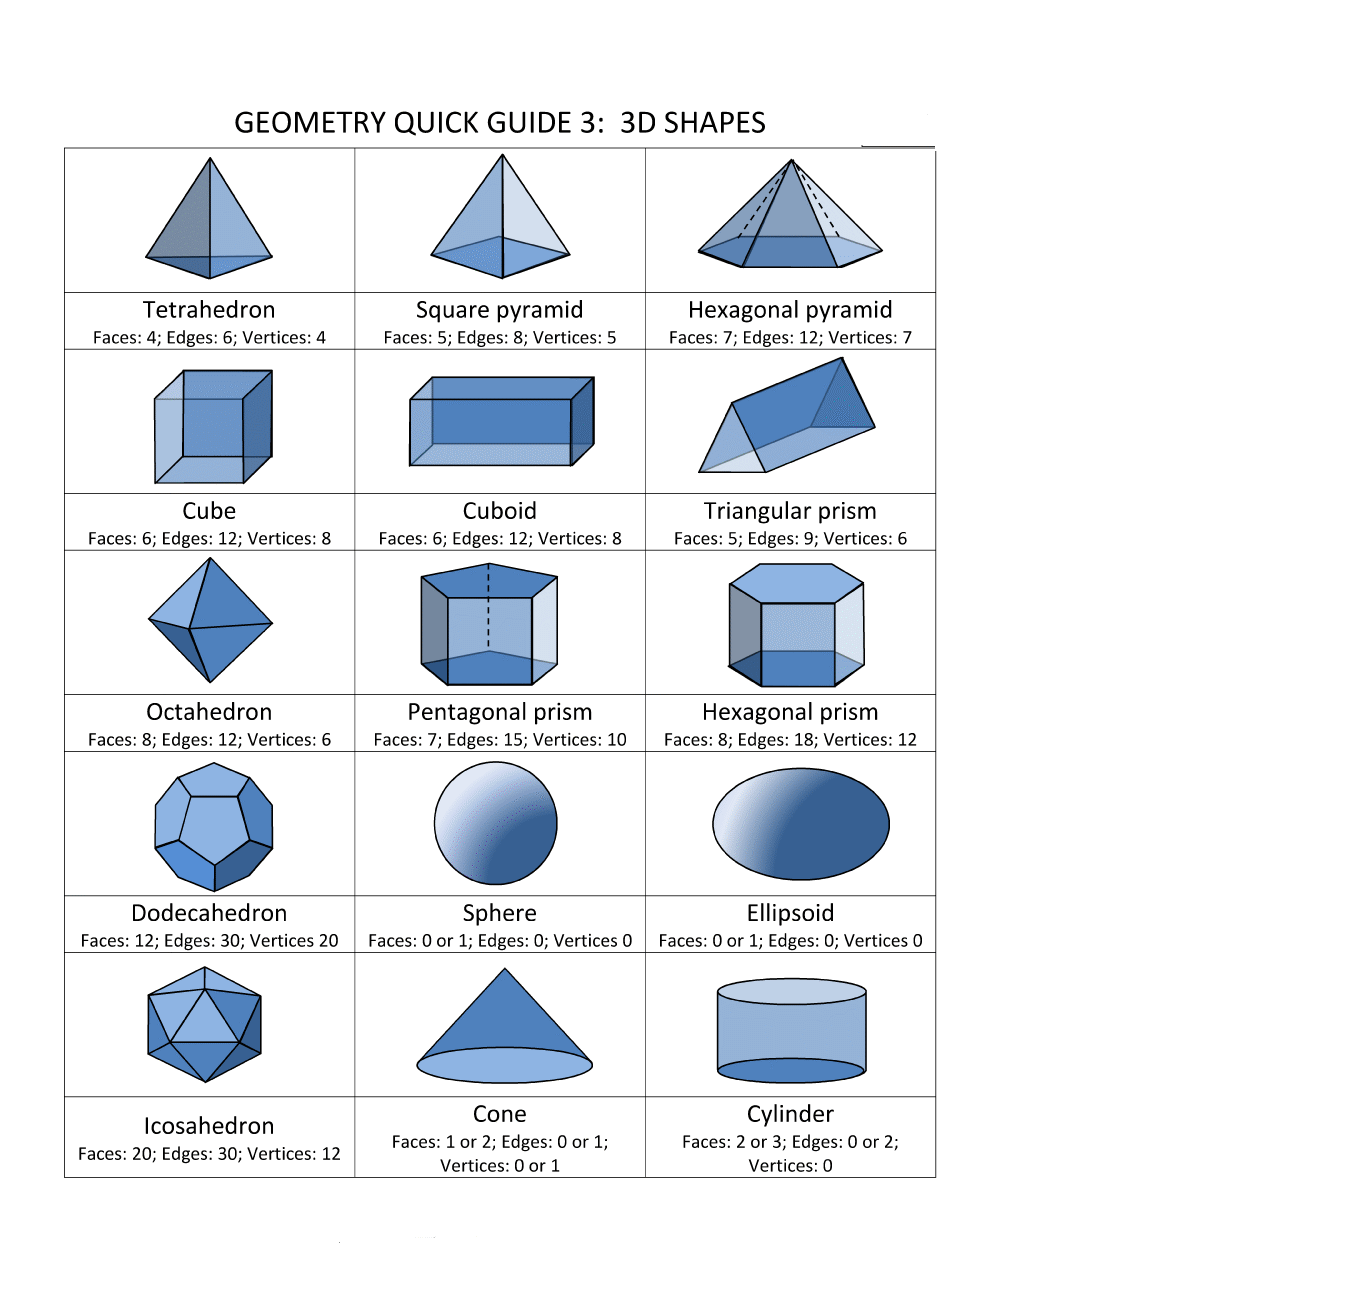 GEOMETRY QUICK GUIDE 3:  3D SHAPES
Tetrahedron
Faces: 4; Edges: 6; Vertices: 4
Square pyramid
Faces: 5; Edges: 8; Vertices: 5
Hexagonal pyramid
Faces: 7; Edges: 12; Vertices: 7
Cube
Faces: 6; Edges: 12; Vertices: 8
Cuboid
Faces: 6; Edges: 12; Vertices: 8
Triangular prism
Faces: 5; Edges: 9; Vertices: 6
Octahedron
Faces: 8; Edges: 12; Vertices: 6
Pentagonal prism
Faces: 7; Edges: 15; Vertices: 10
Hexagonal prism
Faces: 8; Edges: 18; Vertices: 12
Dodecahedron
Faces: 12; Edges: 30; Vertices 20
Sphere
Faces: 0 or 1; Edges: 0; Vertices 0
Ellipsoid
Faces: 0 or 1; Edges: 0; Vertices 0
Icosahedron
Faces: 20; Edges: 30; Vertices: 12
Cone
Faces: 1 or 2; Edges: 0 or 1;
Vertices: 0 or 1
Cylinder
Faces: 2 or 3; Edges: 0 or 2;
Vertices: 0